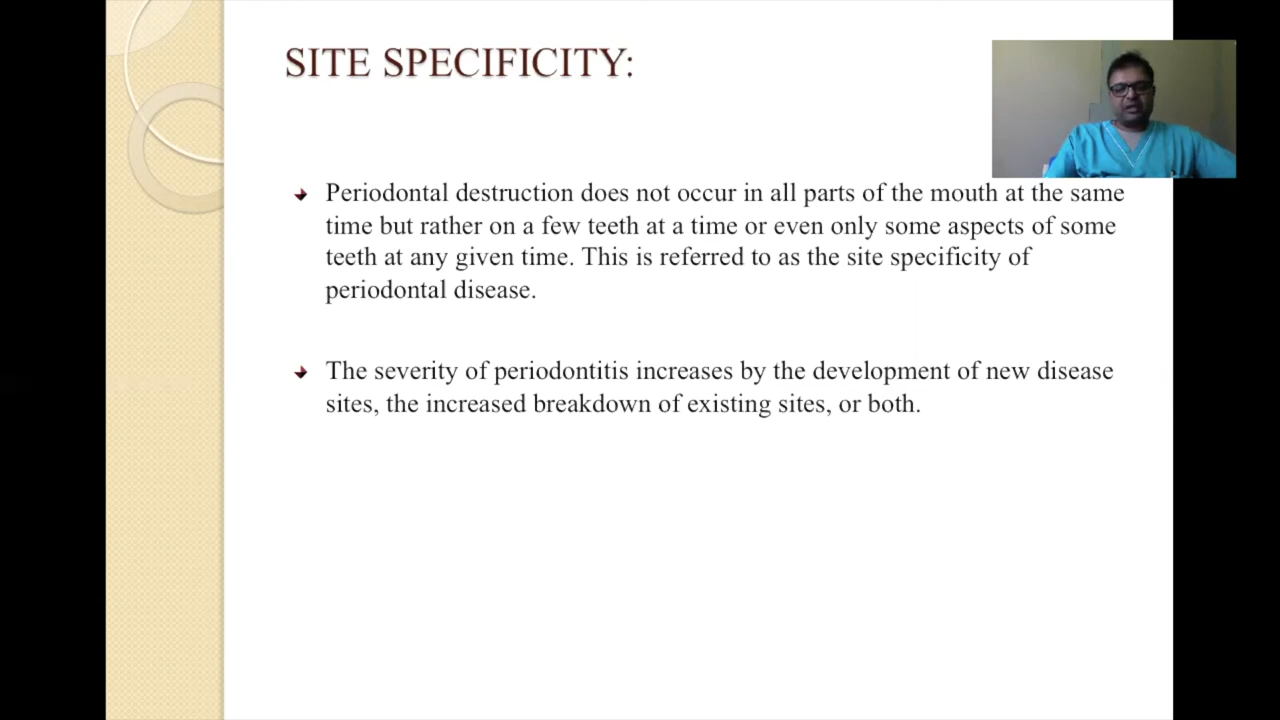 SITE SPECIFICITY:
Periodontal destruction does not occur in all parts of the mouth at the same
time but rather on a few teeth at a time or even only some aspects of some
teeth at any given time. This is referred to as the site specificity of
periodontal disease.
The severity of periodontitis increases by the development of new disease
sites, the increased breakdown of existing sites, or both.